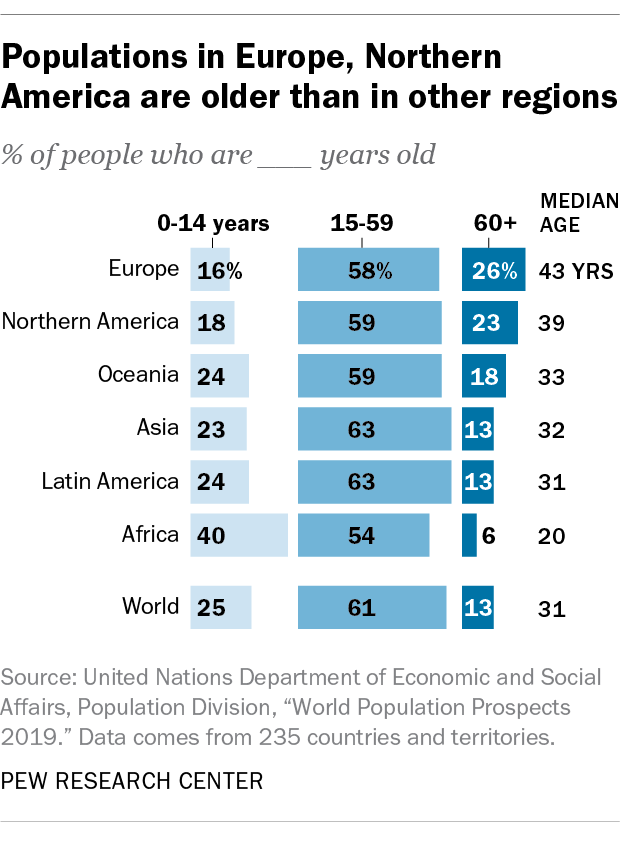 Populations in Europe, Northern
America are older than in other regions
% of people who are ___ years old
0-14 years 15-59 60+ MEDIAN AGE
Europe 16% 58% 26% 43 YRS
Northern America 18 59 23 39
Oceania 24 59 18 33
Asia 23 63 13 32
Latin America 24 63 13 31
Africa 40 54 6 20
World 25 61 13 31
Source: United Nations Department of Economic and Social
Affairs, Population Division, “World Population Prospects
2019.” Data comes from 235 countries and territories.
PEW RESEARCH CENTER